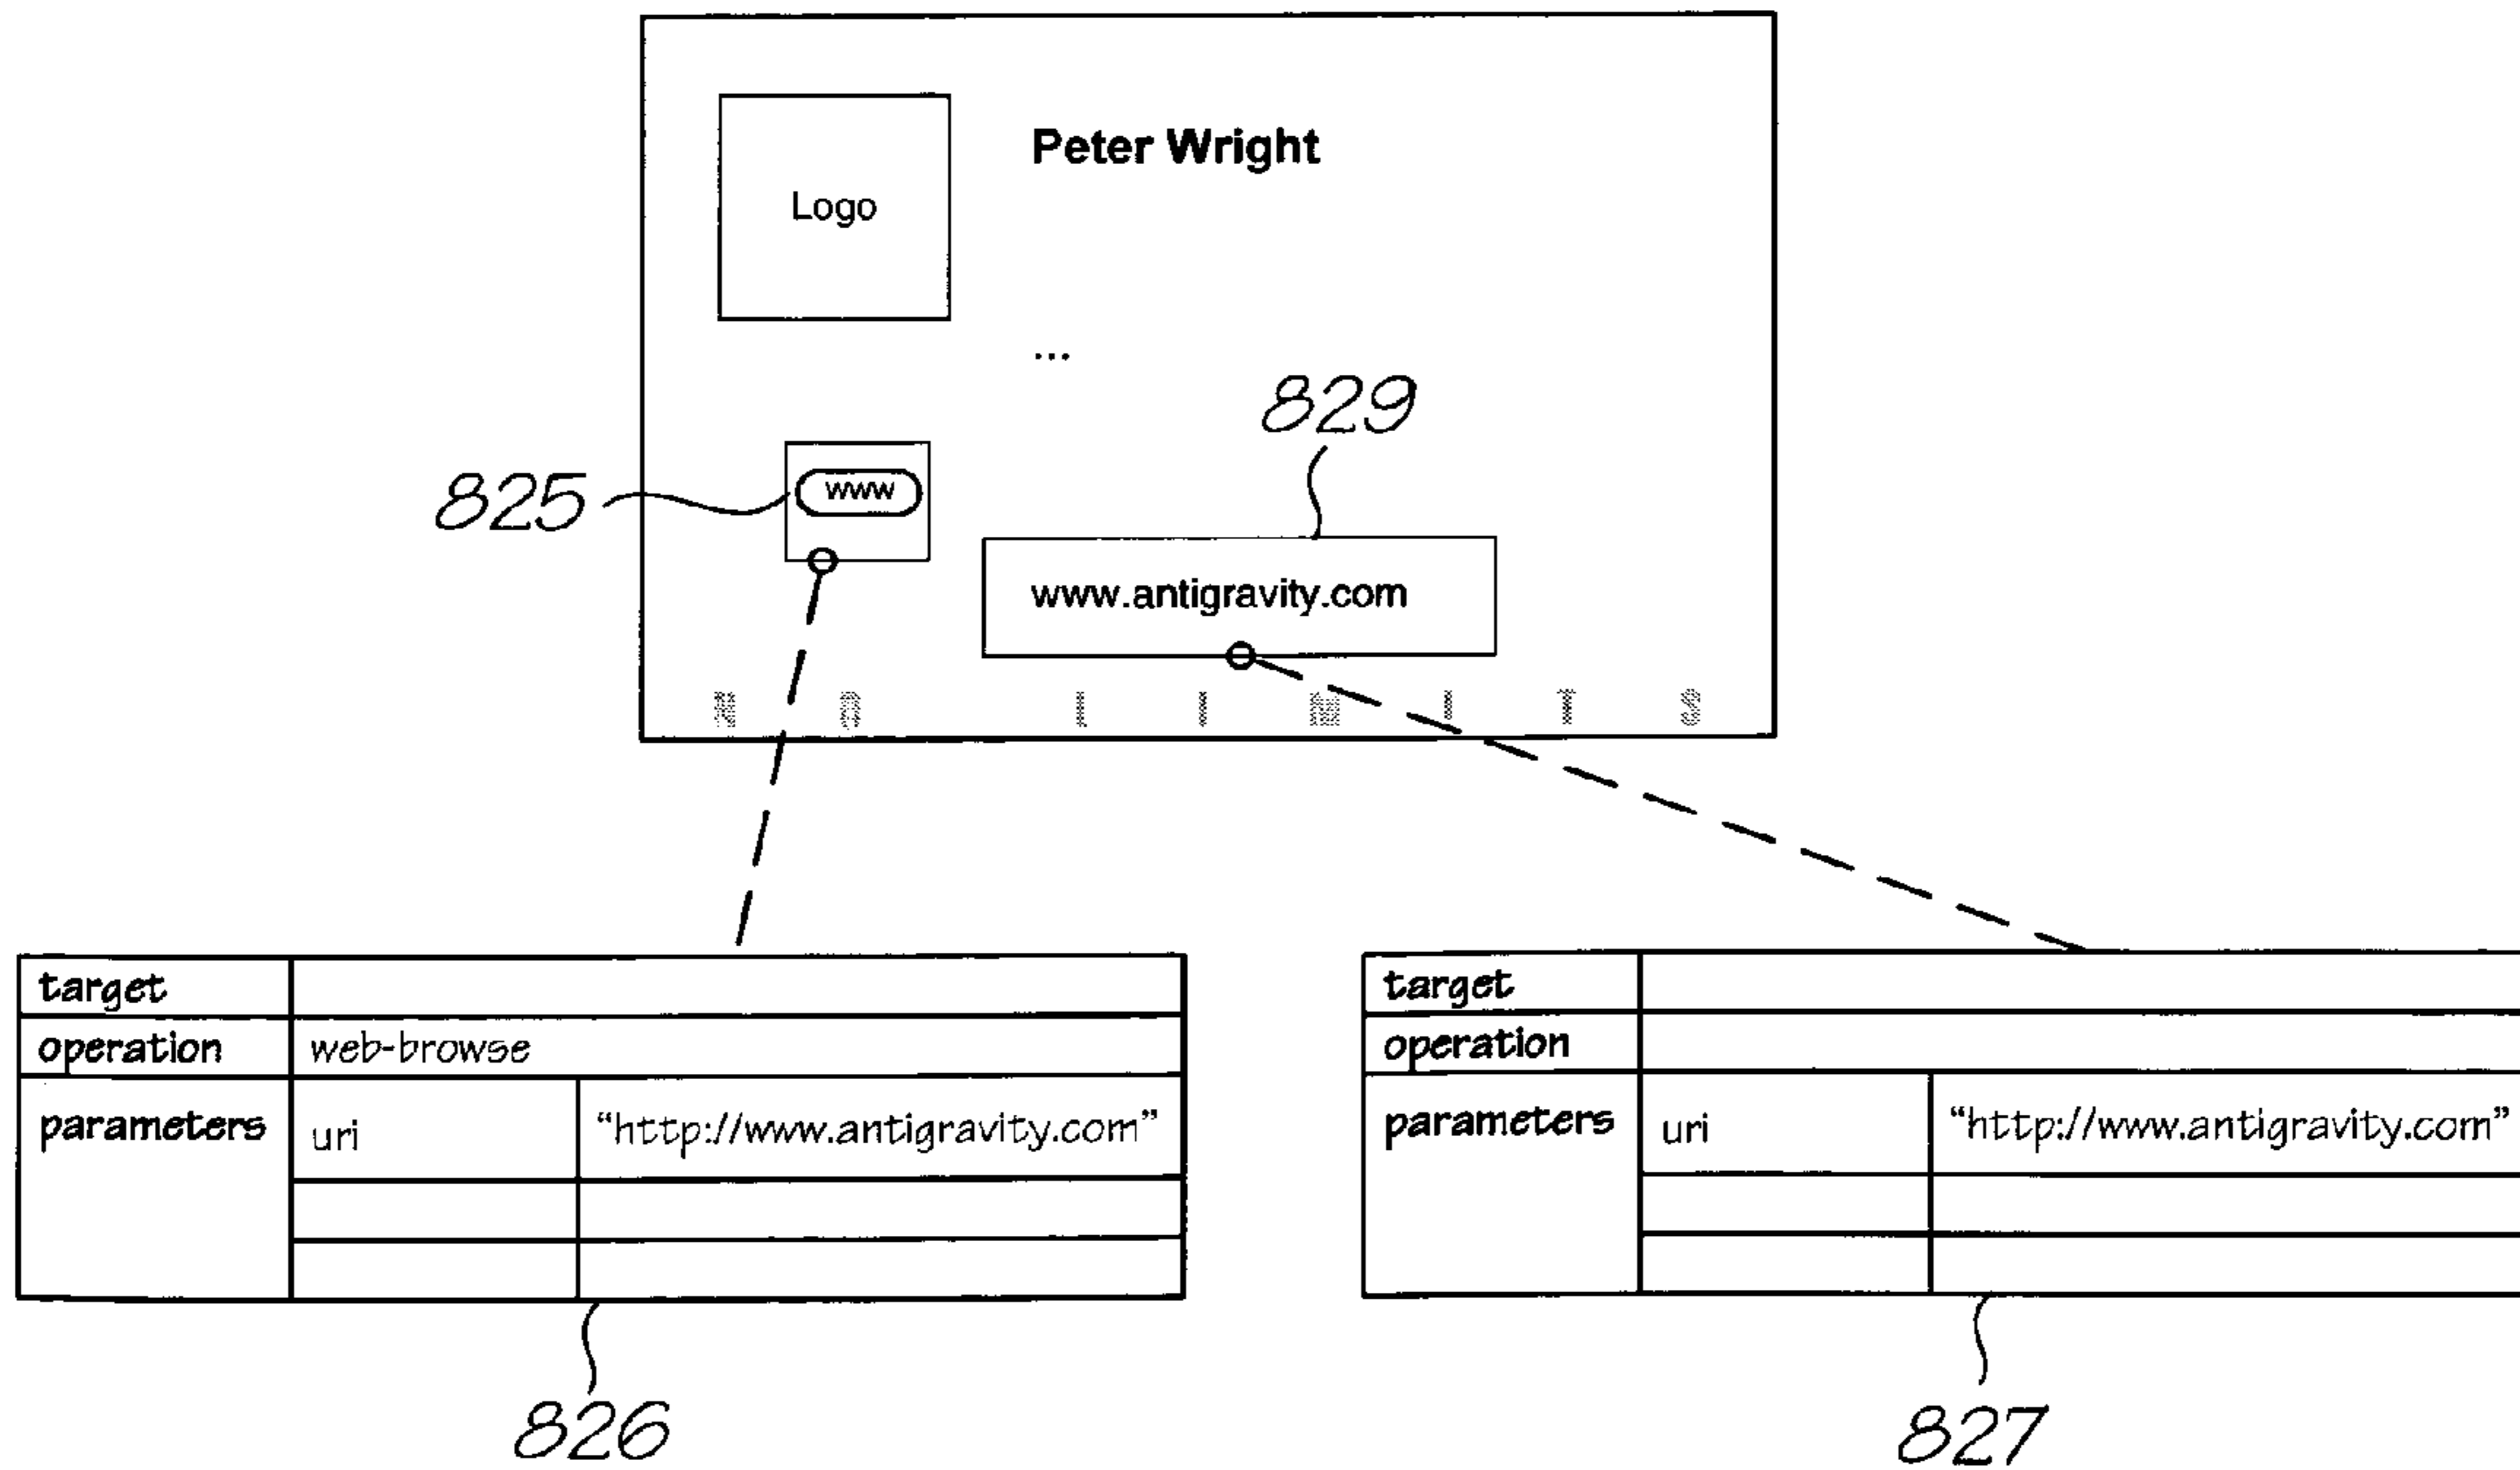 Peter Wright
Logo
...
829
825
www
www.antigravity.com
N O L I M I T S
target
operation web-browse
parameters uri “http://www.antigravity.com”
826
target
operation
parameters uri “http://www.antigravity.com”
827